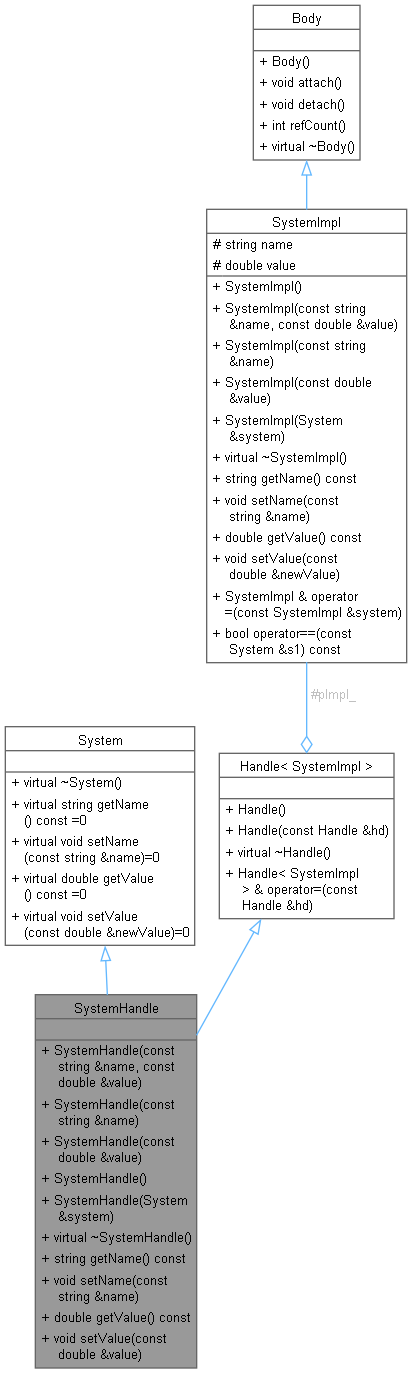 Body
+ Body()
+ void attach()
+ void detach()
+ int refCount()
+ virtual ~Body()
SystemImpl
# string name
# double value
+ SystemImpl()
+ SystemImpl(const string
&name, const double &value)
+ SystemImpl(const string
&name)
+ SystemImpl(const double
&value)
+ SystemImpl(System
&system)
+ virtual ~SystemImpl()
+ string getName() const
+ void setName(const
string &name)
+ double getValue() const
+ void setValue(const
double &newValue)
+ SystemImpl & operator
=(const SystemImpl &system)
+ bool operator==(const
System &s1) const
#pImpl_
System
+ virtual ~System()
+ virtual string getName
() const =0
+ virtual void setName
(const string &name)=0
+ virtual double getValue
() const =0
+ virtual void setValue
(const double &newValue)=0
Handle< SystemImpl >
+ Handle()
+ Handle(const Handle &hd)
+ virtual ~Handle()
+ Handle< SystemImpl
> & operator=(const
Handle &hd)
SystemHandle
+ SystemHandle(const
string &name, const
double &value)
+ SystemHandle(const
string &name)
+ SystemHandle(const
double &value)
+ SystemHandle()
+ SystemHandle(System
&system)
+ virtual ~SystemHandle()
+ string getName() const
+ void setName(const
string &name)
+ double getValue() const
+ void setValue(const
double &value)